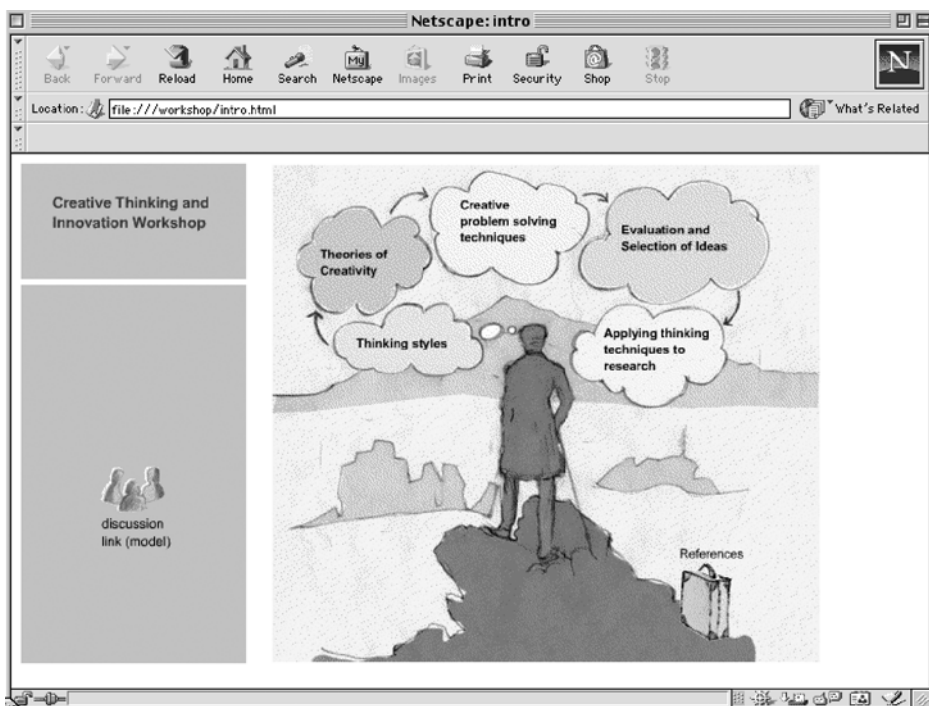 Netscape: intro
Back Forward Reload Home Search My Netscape Images Print Security Shop Stop N
Location: file:///workshop/intro.html What's Related
Creative Thinking and
Innovation Workshop
discussion
link (model)
Thinking styles
Theories of
Creativity
Creative
problem solving
techniques
Evaluation and
Selection of Ideas
Applying thinking
techniques to
research
References